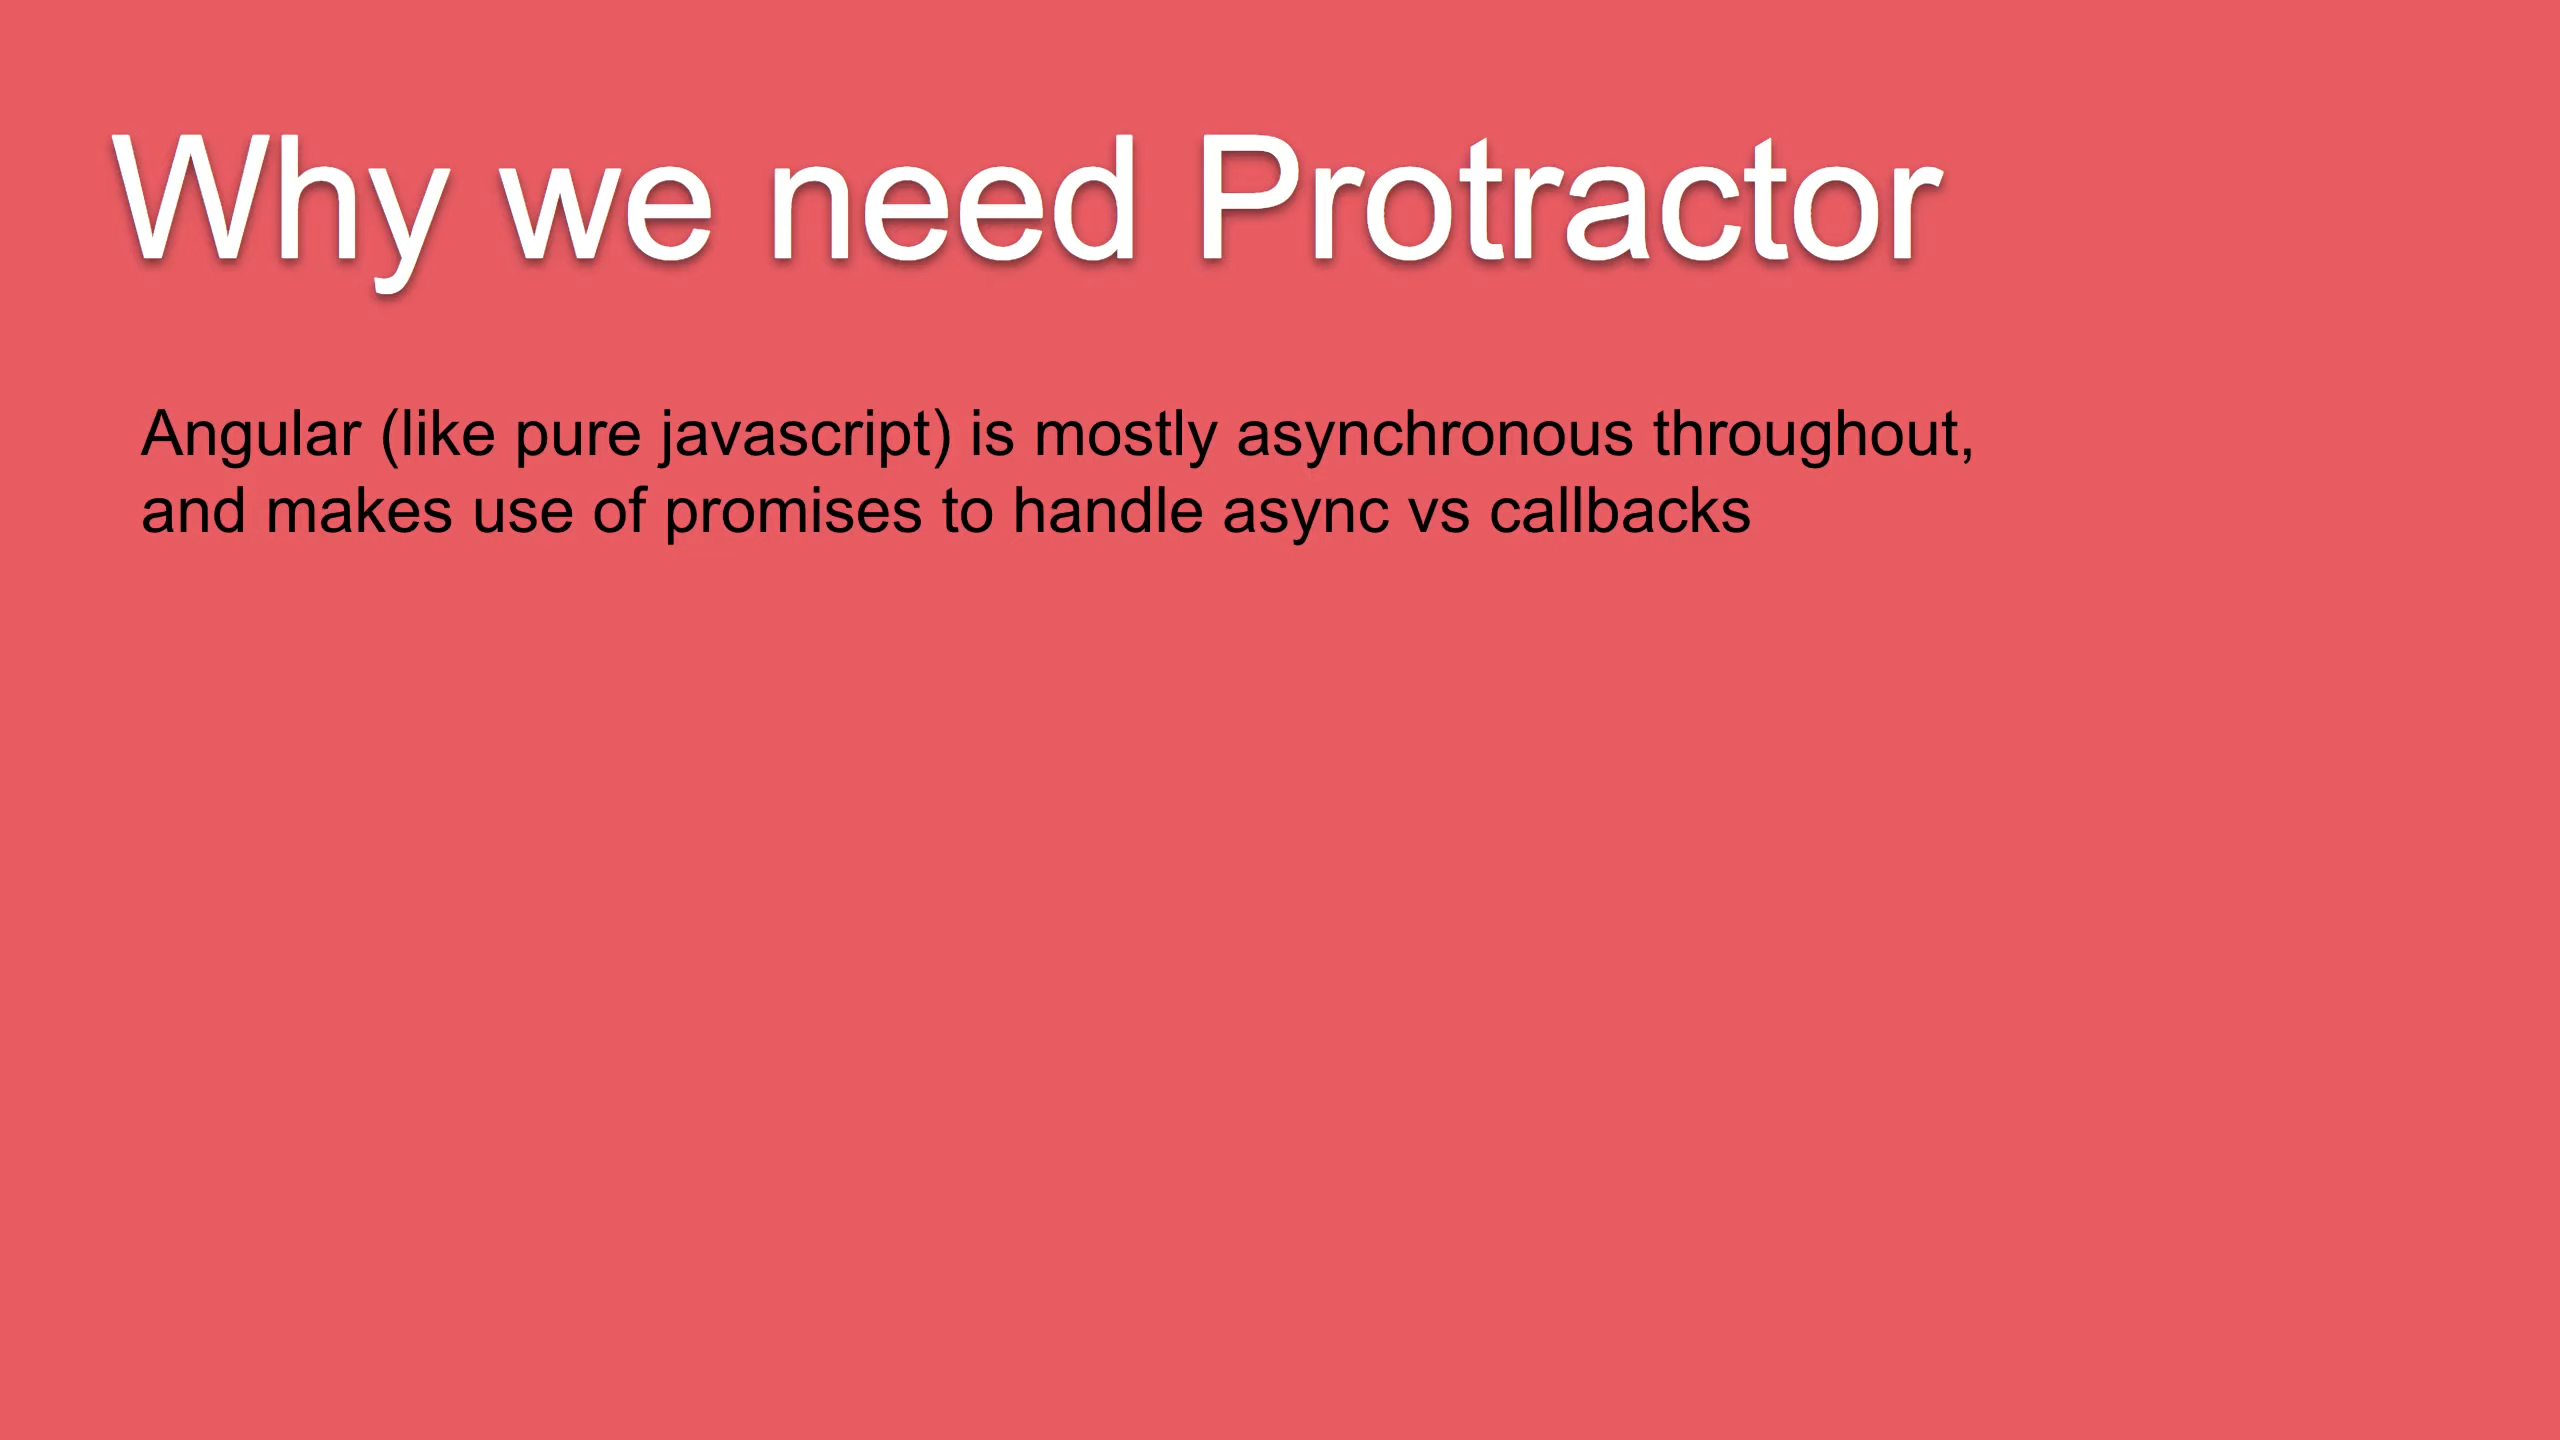 Why we need Protractor
Angular (like pure javascript) is mostly asynchronous throughout,
and makes use of promises to handle async vs callbacks